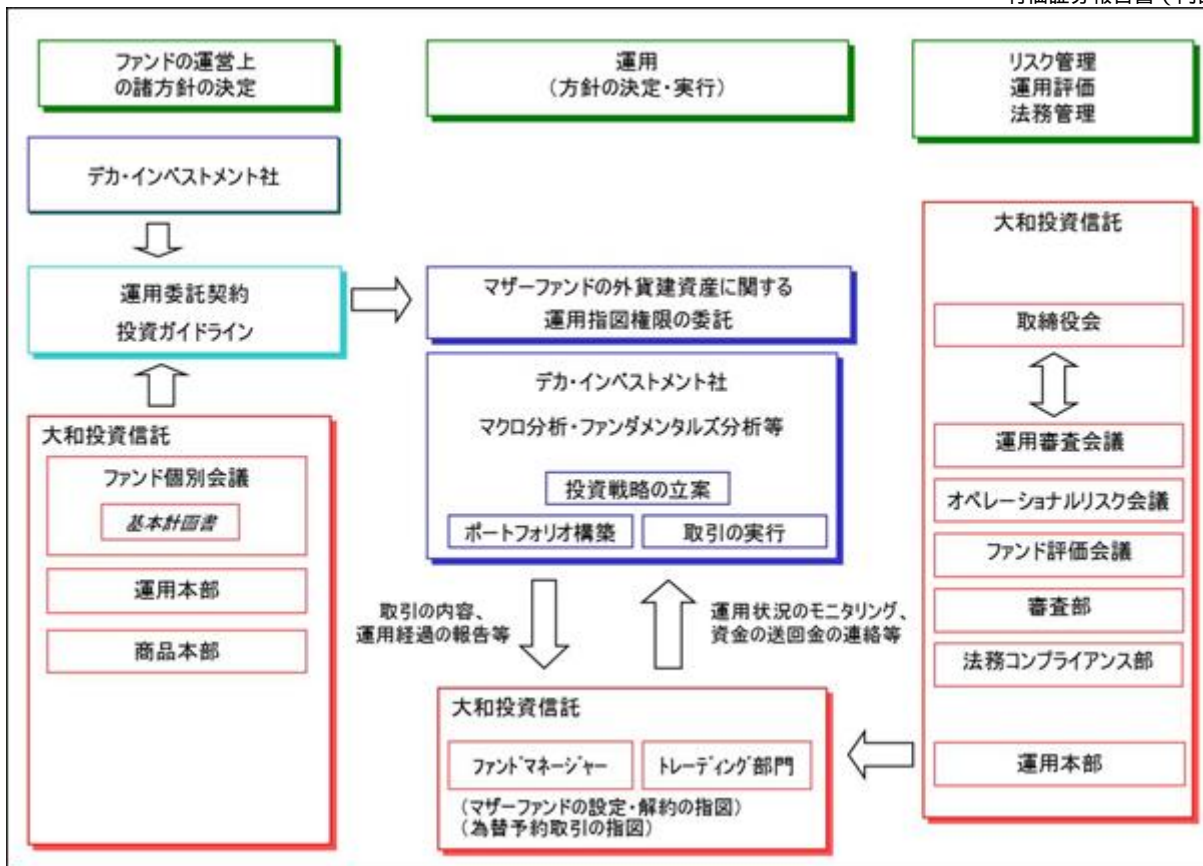 ファンドの運営上
の諸方針の決定
運用
(方針の決定・実行)
リスク管理
運用評価
法務管理
デカ・インベストメント社
運用委託契約
投資ガイドライン
大和投資信託
ファンド個別会議
基本計画書
運用本部
商品本部
マザーファンドの外貨建資産に関する
運用指図権限の委託
デカ・インベストメント社
マクロ分析・ファンダメンタルズ分析等
投資戦略の立案
ポートフォリオ構築
取引の実行
取引の内容、
運用経過の報告等
運用状況のモニタリング、
資金の送回金の連絡等
大和投資信託
ファンドマネージャー
トレーディング部門
(マザーファンドの設定・解約の指図)
(為替予約取引の指図)
大和投資信託
取締役会
運用審査会議
オペレーショナルリスク会議
ファンド評価会議
審査部
法務コンプライアンス部
運用本部